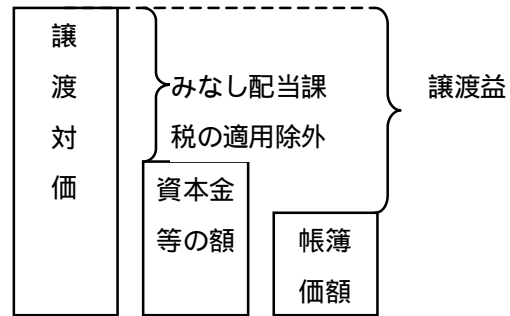 譲
渡
対
価
みなし配当課
税の適用除外
譲渡益
資本金
等の額
帳簿
価額